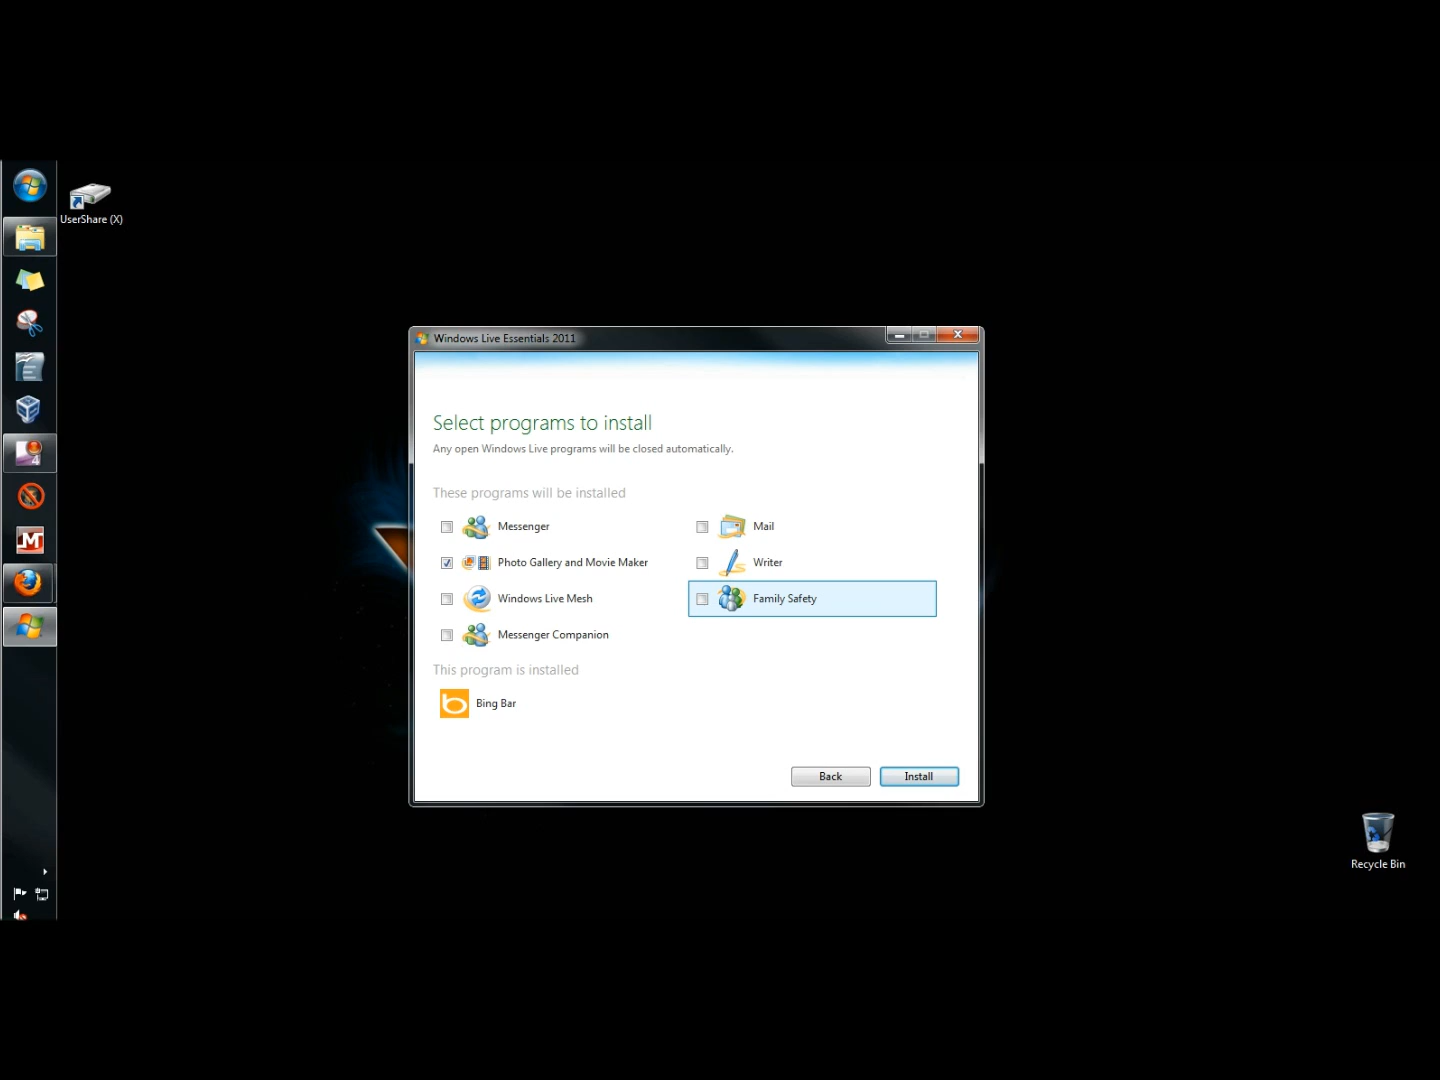 UserShare (X)
Windows Live Essentials 2011
Select programs to install
Any open Windows Live programs will be closed automatically.
These programs will be installed
Messenger
Mail
Photo Gallery and Movie Maker
Writer
Windows Live Mesh
Family Safety
Messenger Companion
This program is installed
b Bing Bar
Back
Install
Recycle Bin
4
M